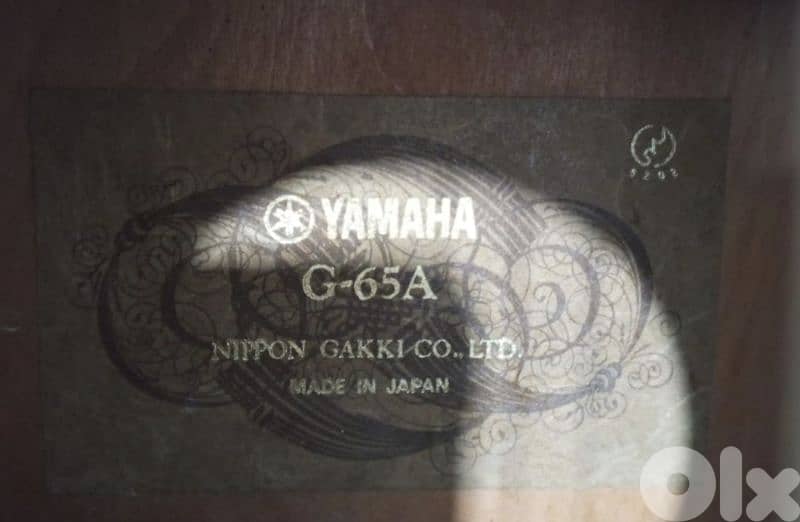 YAMAHA
G-65A
NIPPON GAKKI CO., LTD.
MADE IN JAPAN
Olx